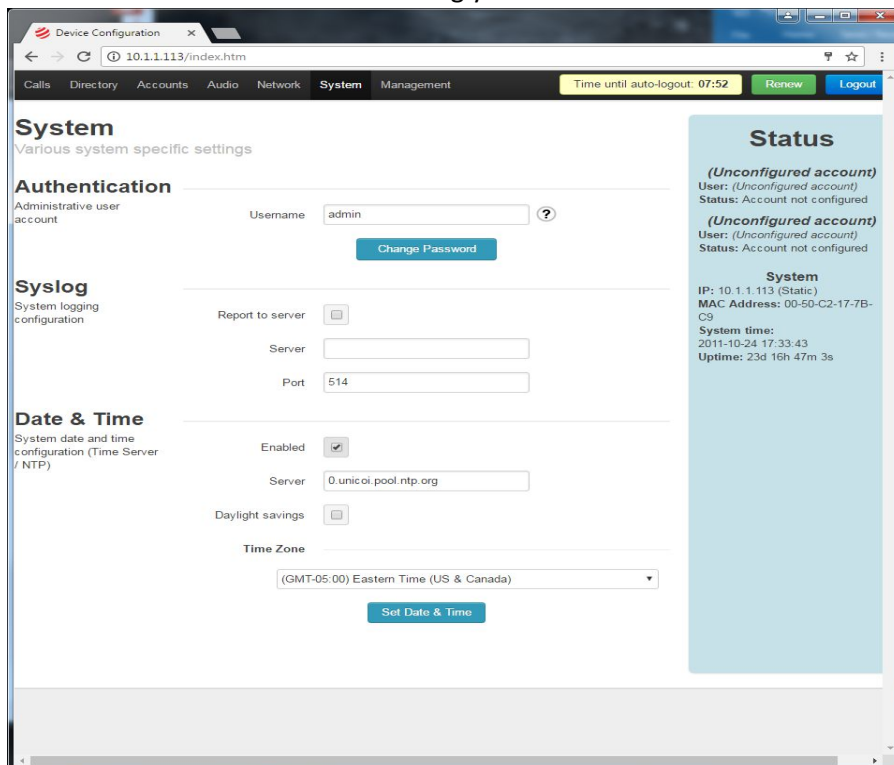 Device Configuration
10.1.1.113/index.htm
Calls Directory Accounts Audio Network System Management Time until auto-logout: 07:52 Renew Logout
System
Various system specific settings
Authentication
Administrative user account
Username admin ?
Change Password
Syslog
System logging configuration
Report to server
Server
Port 514
Date & Time
System date and time configuration (Time Server / NTP)
Enabled
Server 0.unicoi.pool.ntp.org
Daylight savings
Time Zone
(GMT-05:00) Eastern Time (US & Canada)
Set Date & Time
Status
(Unconfigured account)
User: (Unconfigured account)
Status: Account not configured
(Unconfigured account)
User: (Unconfigured account)
Status: Account not configured
System
IP: 10.1.1.113 (Static)
MAC Address: 00-50-C2-17-7B-
C9
System time:
2011-10-24 17:33:43
Uptime: 23d 16h 47m 3s